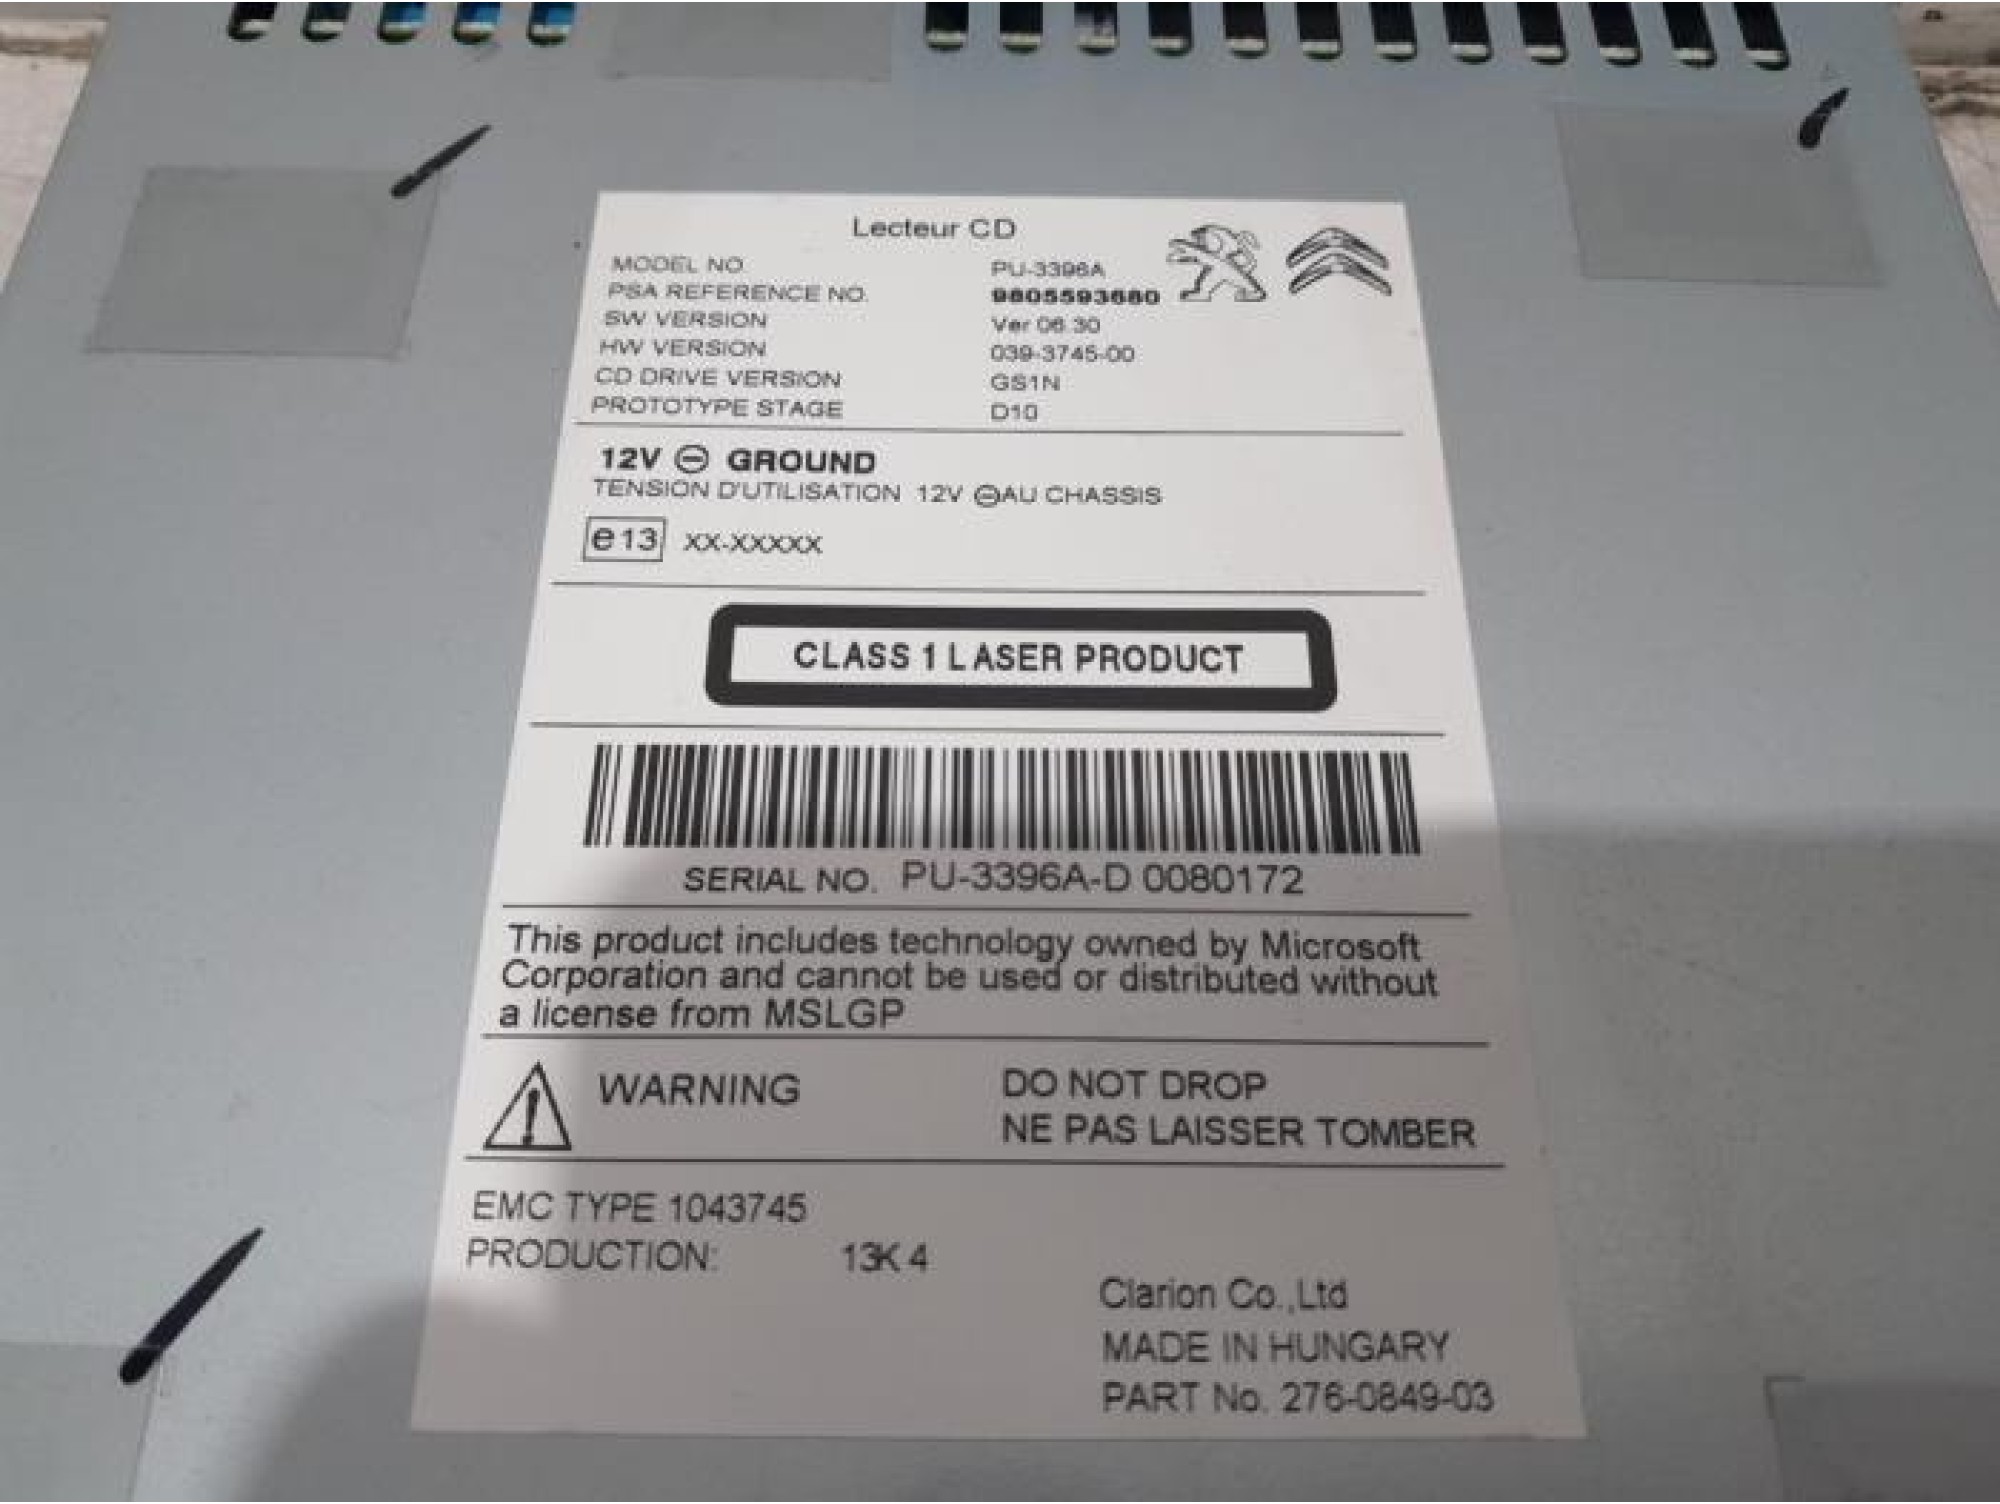 Lecteur CD
MODEL NO. PU-3396A
PSA REFERENCE NO. 9805593680
SW VERSION Ver 06.30
HW VERSION 039-3745-00
CD DRIVE VERSION GS1N
PROTOTYPE STAGE D10
12V ⊖ GROUND
TENSION D'UTILISATION 12V ⊖AU CHASSIS
e13 XX-XXXXX
CLASS 1 LASER PRODUCT
SERIAL NO. PU-3396A-D 0080172
This product includes technology owned by Microsoft
Corporation and cannot be used or distributed without
a license from MSLGP
WARNING DO NOT DROP
NE PAS LAISSER TOMBER
EMC TYPE 1043745
PRODUCTION: 13K 4
Clarion Co.,Ltd
MADE IN HUNGARY
PART No. 276-0849-03